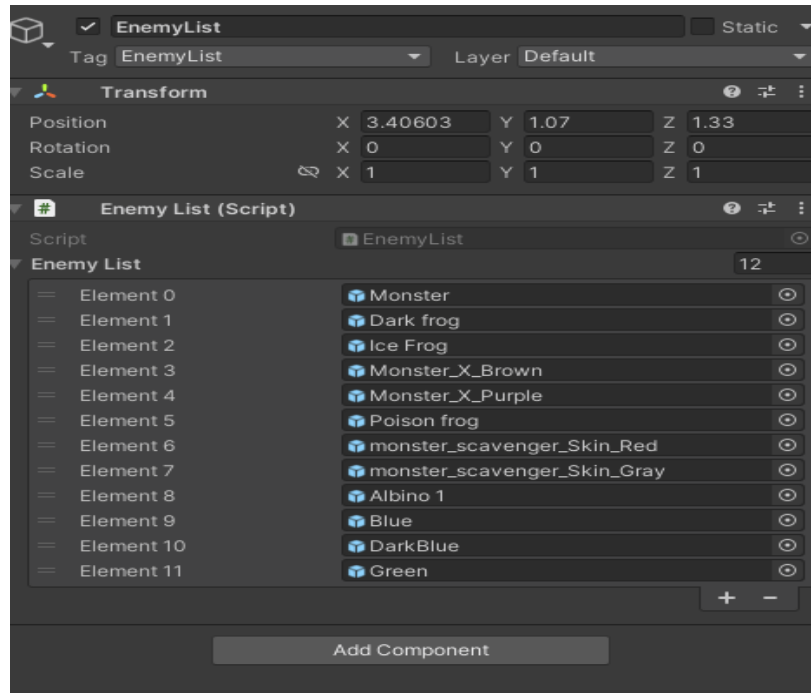 EnemyList Static
Tag EnemyList Layer Default
Transform
Position X 3.40603 Y 1.07 Z 1.33
Rotation X 0 Y 0 Z 0
Scale X 1 Y 1 Z 1
# Enemy List (Script)
Script # EnemyList
Enemy List 12
Element 0 Monster
Element 1 Dark frog
Element 2 Ice Frog
Element 3 Monster_X_Brown
Element 4 Monster_X_Purple
Element 5 Poison frog
Element 6 monster_scavenger_Skin_Red
Element 7 monster_scavenger_Skin_Gray
Element 8 Albino 1
Element 9 Blue
Element 10 DarkBlue
Element 11 Green
+ −
Add Component